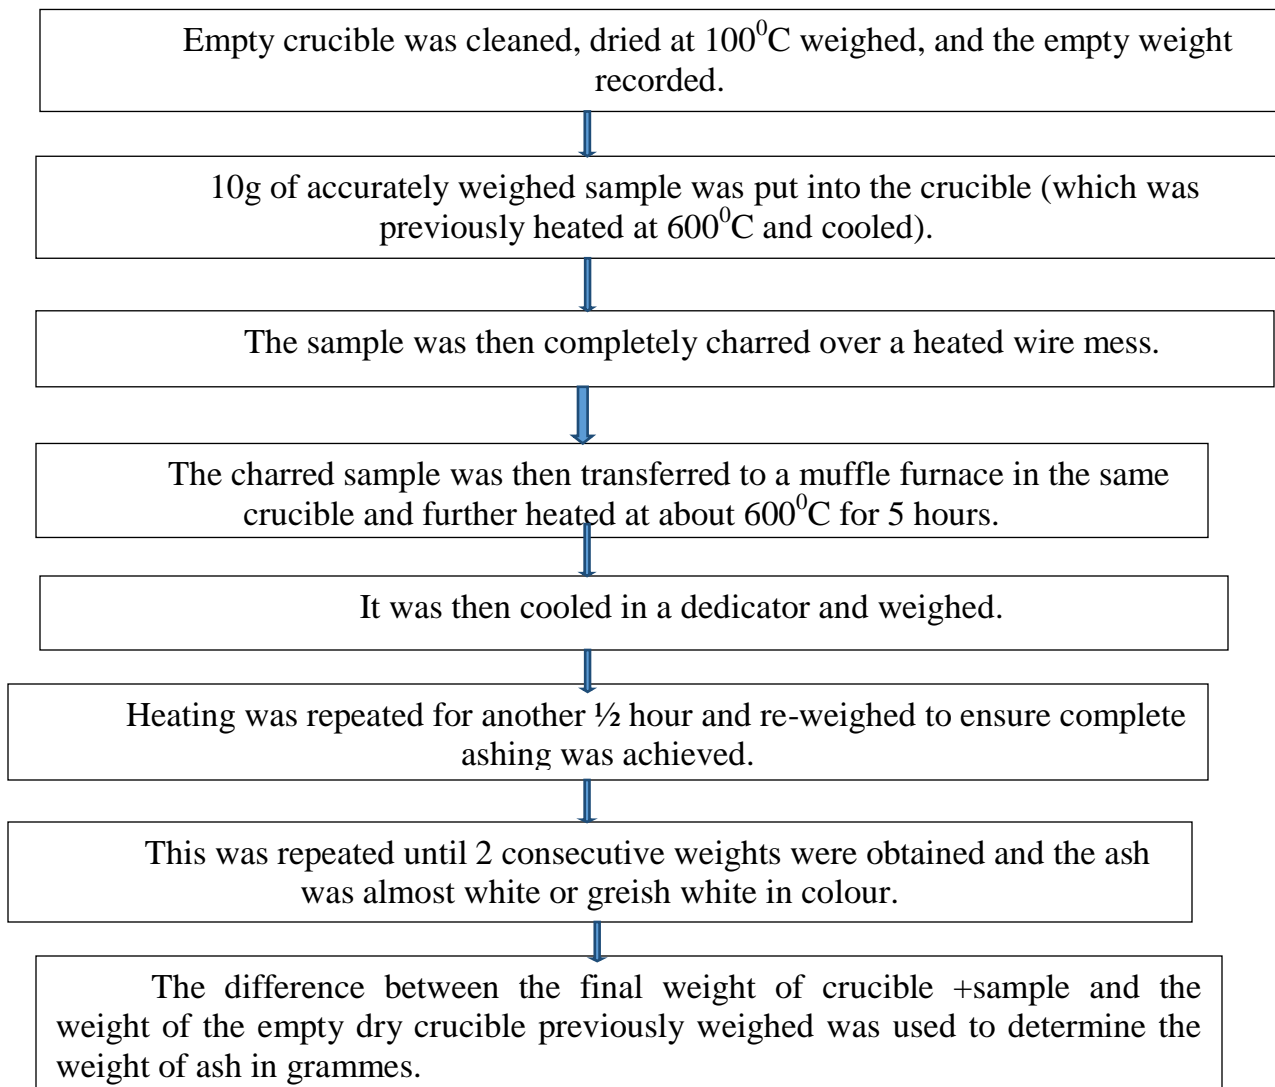 Empty crucible was cleaned, dried at 100⁰C weighed, and the empty weight
recorded.
10g of accurately weighed sample was put into the crucible (which was
previously heated at 600⁰C and cooled).
The sample was then completely charred over a heated wire mess.
The charred sample was then transferred to a muffle furnace in the same
crucible and further heated at about 600⁰C for 5 hours.
It was then cooled in a dedicator and weighed.
Heating was repeated for another ½ hour and re-weighed to ensure complete
ashing was achieved.
This was repeated until 2 consecutive weights were obtained and the ash
was almost white or greish white in colour.
The difference between the final weight of crucible +sample and the
weight of the empty dry crucible previously weighed was used to determine the
weight of ash in grammes.